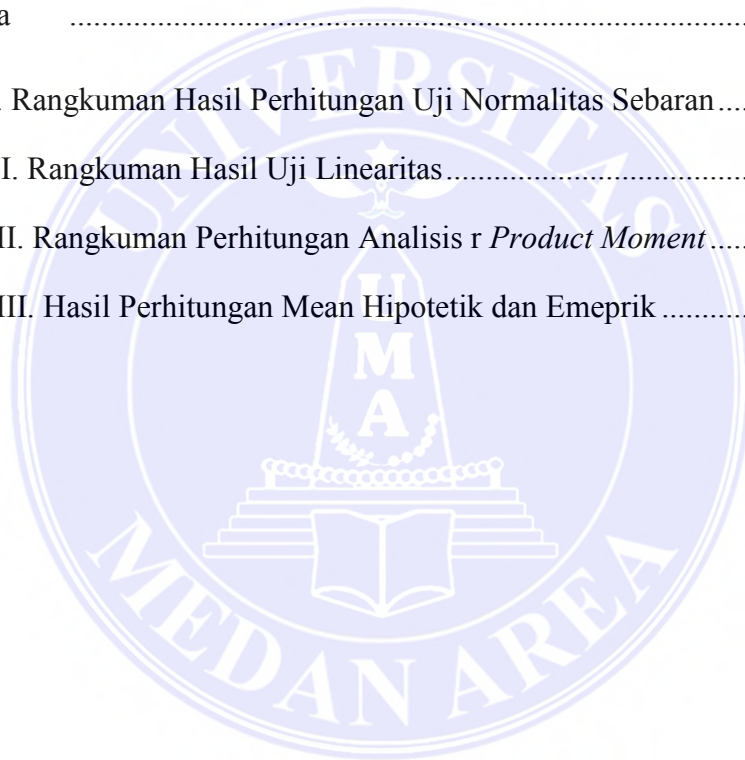 a ............................................................
. Rangkuman Hasil Perhitungan Uji Normalitas Sebaran ....
I. Rangkuman Hasil Uji Linearitas ....................................
II. Rangkuman Perhitungan Analisis r Product Moment .....
III. Hasil Perhitungan Mean Hipotetik dan Emeprik ...........
UNIVERSITAS
U
M
A
MEDAN AREA